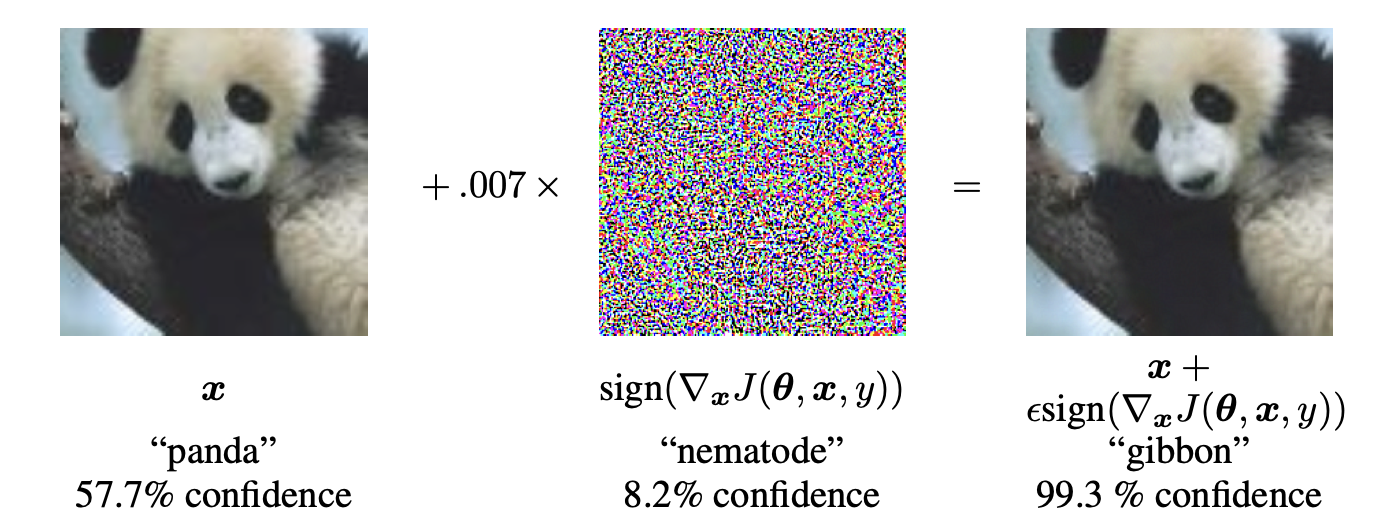 + .007 ×
=
x
sign(∇ₓJ(θ, x, y))
x +
ϵsign(∇ₓJ(θ, x, y))
“panda”
“nematode”
“gibbon”
57.7% confidence
8.2% confidence
99.3 % confidence